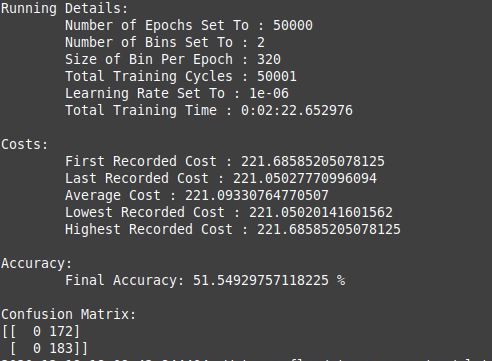 Running Details:
Number of Epochs Set To : 50000
Number of Bins Set To : 2
Size of Bin Per Epoch : 320
Total Training Cycles : 50001
Learning Rate Set To : 1e-06
Total Training Time : 0:02:22.652976
Costs:
First Recorded Cost : 221.68585205078125
Last Recorded Cost : 221.05027770996094
Average Cost : 221.09330764770507
Lowest Recorded Cost : 221.05020141601562
Highest Recorded Cost : 221.68585205078125
Accuracy:
Final Accuracy: 51.54929757118225 %
Confusion Matrix:
[[  0 172]
 [  0 183]]